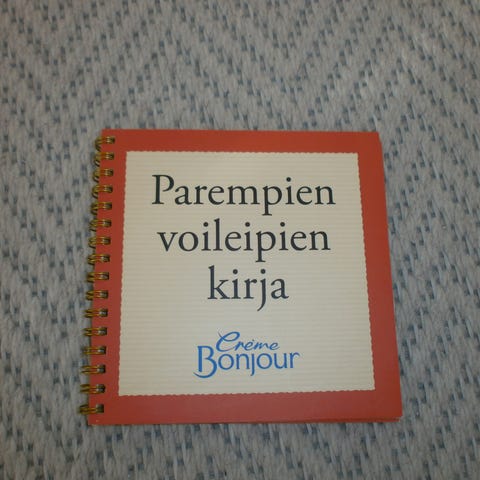 Parempien
voileipien
kirja
Crème
Bonjour